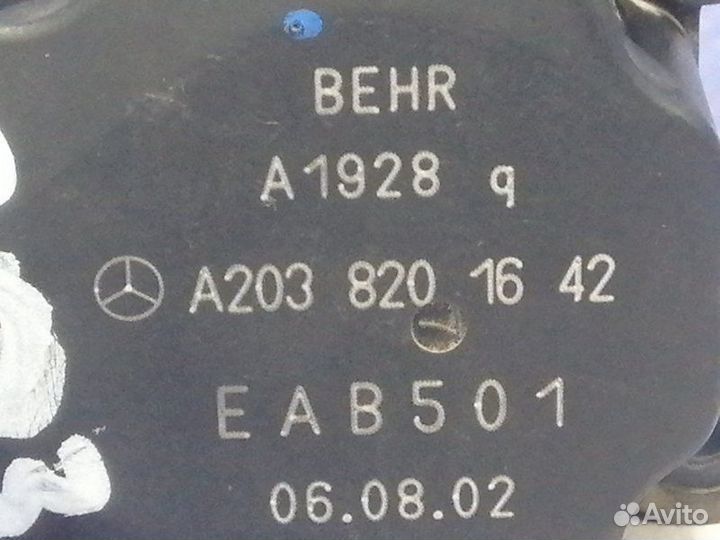 BEHR
A1928 q
A203 820 16 42
EAB501
06.08.02
Avito